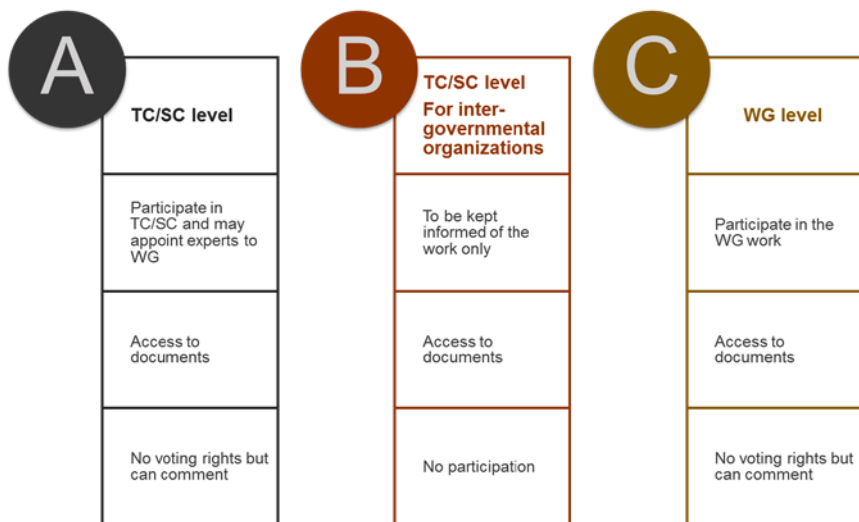 A
TC/SC level
Participate in
TC/SC and may
appoint experts to
WG
Access to
documents
No voting rights but
can comment
B
TC/SC level
For inter-
governmental
organizations
To be kept
informed of the
work only
Access to
documents
No participation
C
WG level
Participate in the
WG work
Access to
documents
No voting rights but
can comment